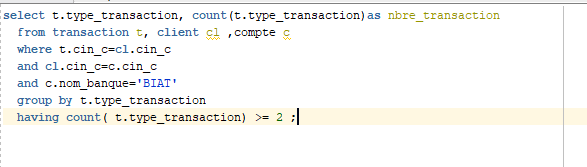 select t.type_transaction, count(t.type_transaction)as nbre_transaction
from transaction t, client cl ,compte c
where t.cin_c=cl.cin_c
and cl.cin_c=c.cin_c
and c.nom_banque='BIAT'
group by t.type_transaction
having count( t.type_transaction) >= 2 ;